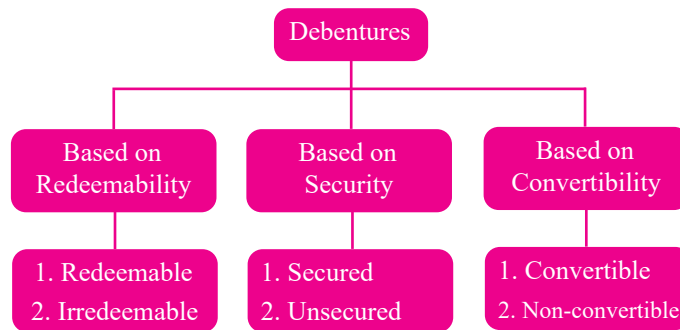 Debentures
Based on
Redeemability
Based on
Security
Based on
Convertibility
1. Redeemable
2. Irredeemable
1. Secured
2. Unsecured
1. Convertible
2. Non-convertible